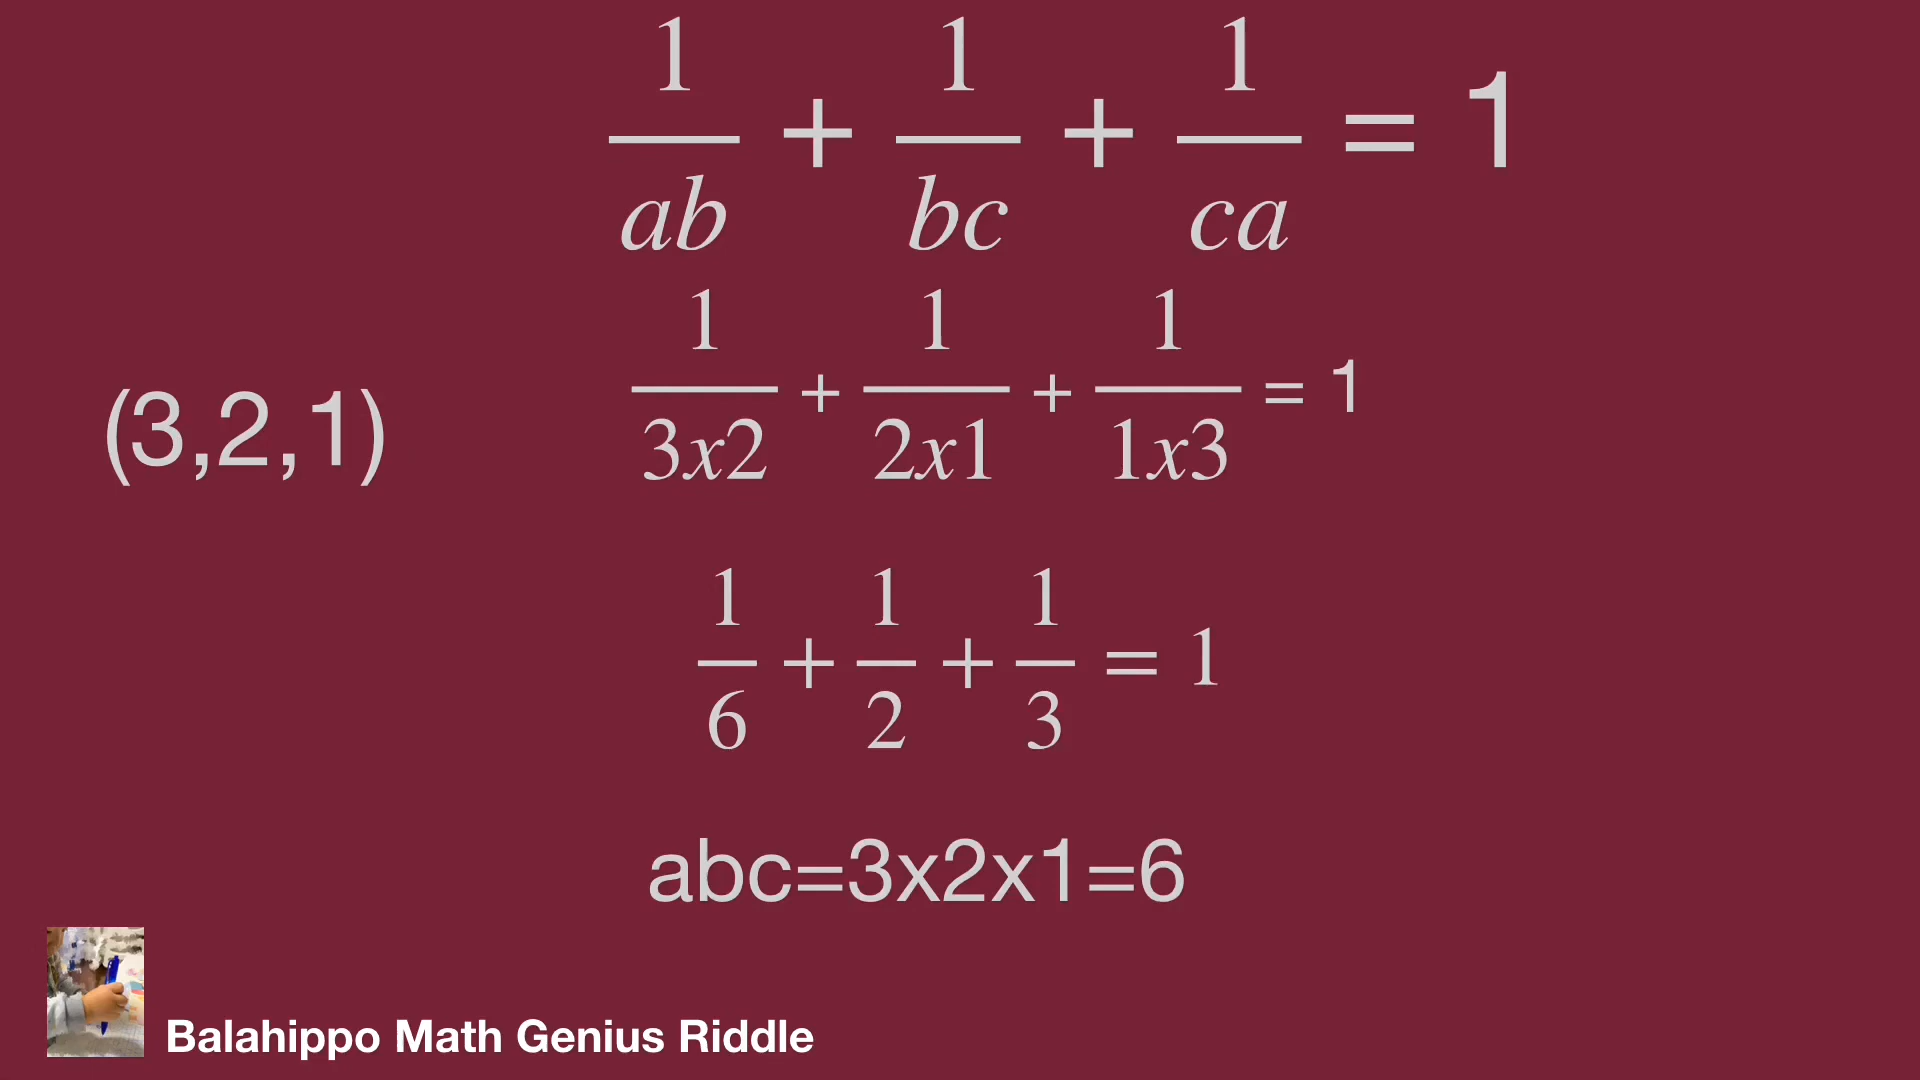 1/ab + 1/bc + 1/ca = 1
(3,2,1)
1/3x2 + 1/2x1 + 1/1x3 = 1
1/6 + 1/2 + 1/3 = 1
abc=3x2x1=6
Balahippo Math Genius Riddle